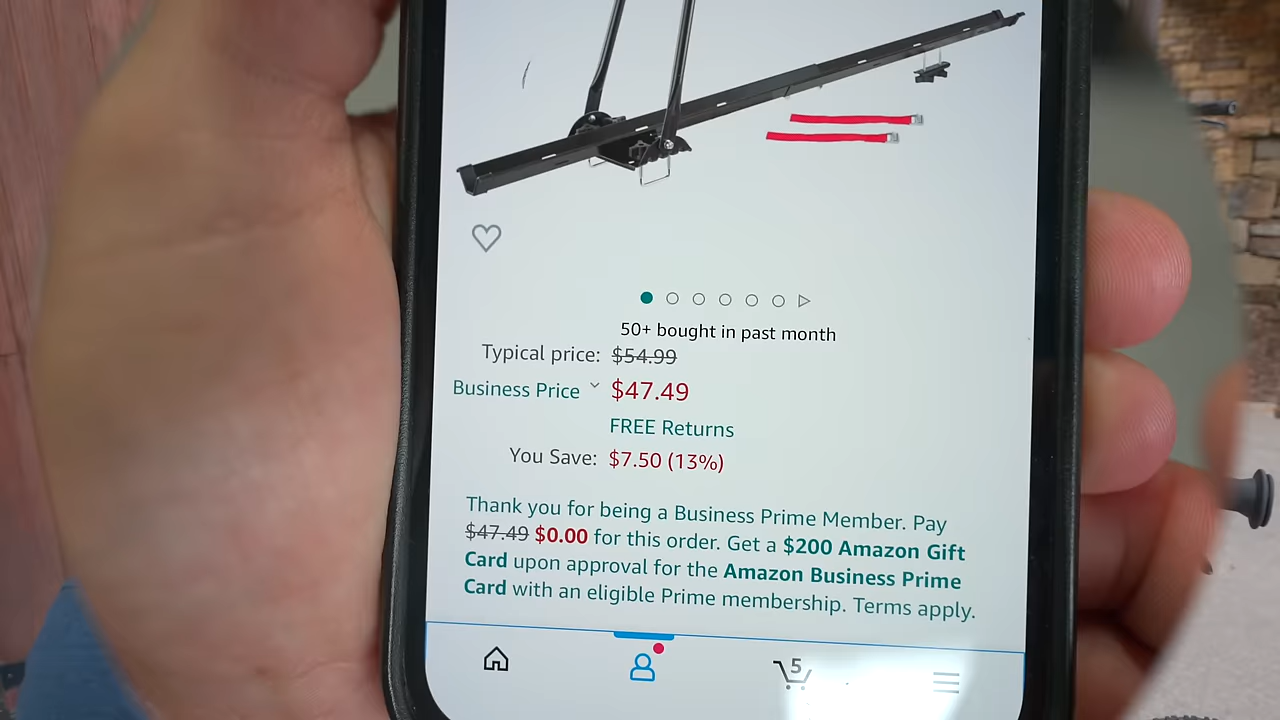 50+ bought in past month
Typical price: $54.99
Business Price $47.49
FREE Returns
You Save: $7.50 (13%)
Thank you for being a Business Prime Member. Pay
$47.49 $0.00 for this order. Get a $200 Amazon Gift
Card upon approval for the Amazon Business Prime
Card with an eligible Prime membership. Terms apply.
5